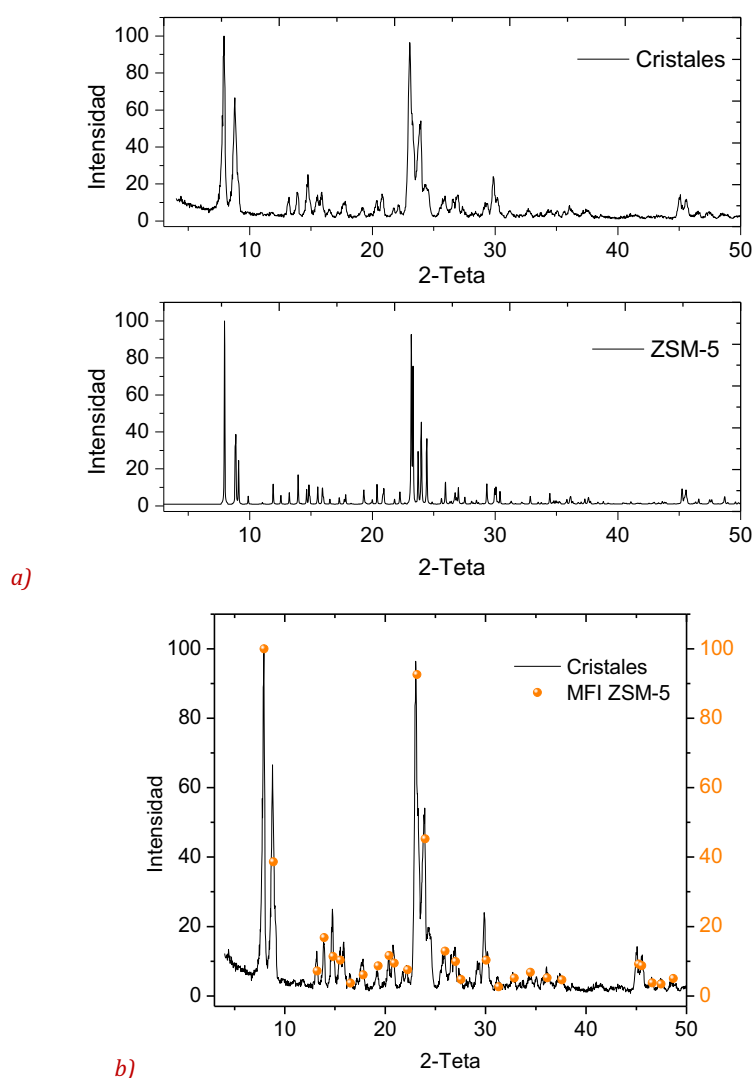 100
80
60
40
20
0
Intensidad
Cristales
10 20 30 40 50
2-Teta
100
80
60
40
20
0
Intensidad
ZSM-5
10 20 30 40 50
2-Teta
a)
100 100
80 80
60 60
40 40
20 20
0 0
Intensidad
Cristales
MFI ZSM-5
10 20 30 40 50
2-Teta
b)